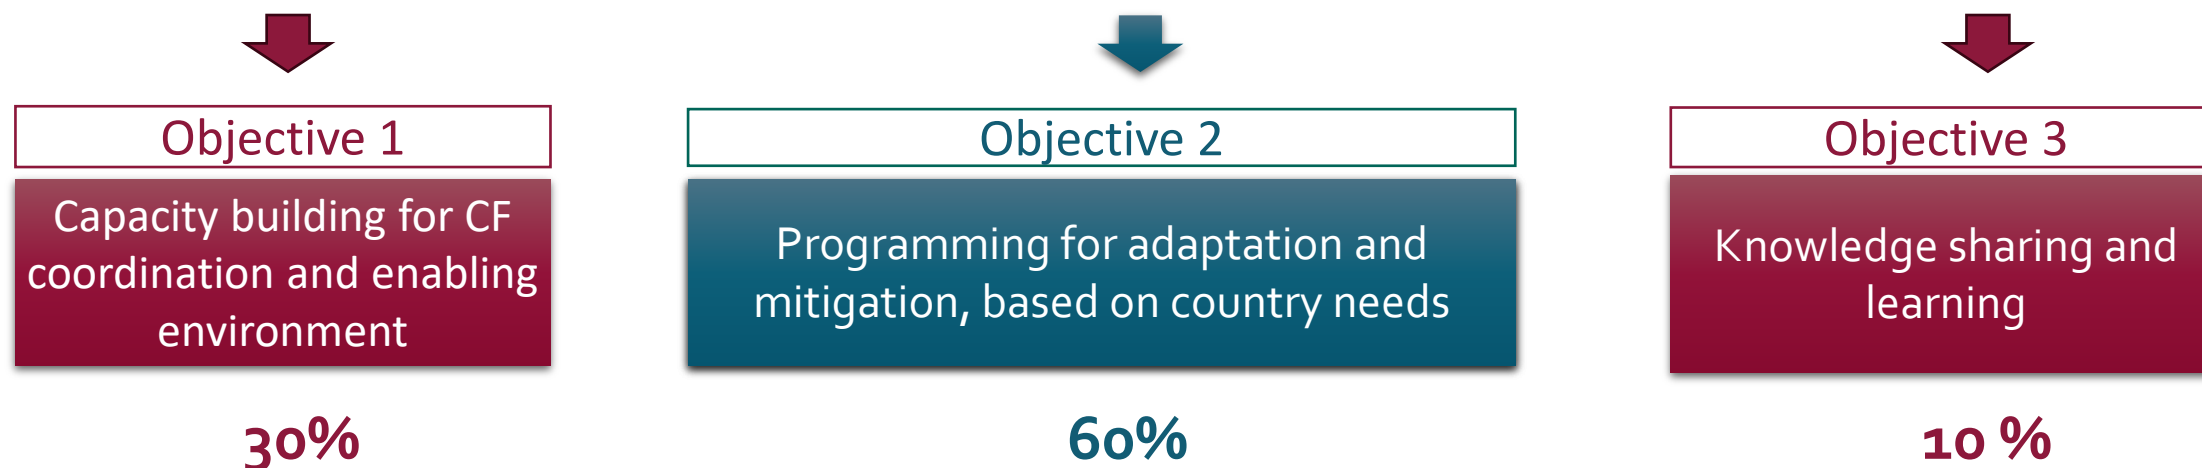 Objective 1
Capacity building for CF
coordination and enabling
environment
30%
Objective 2
Programming for adaptation and
mitigation, based on country needs
60%
Objective 3
Knowledge sharing and
learning
10 %